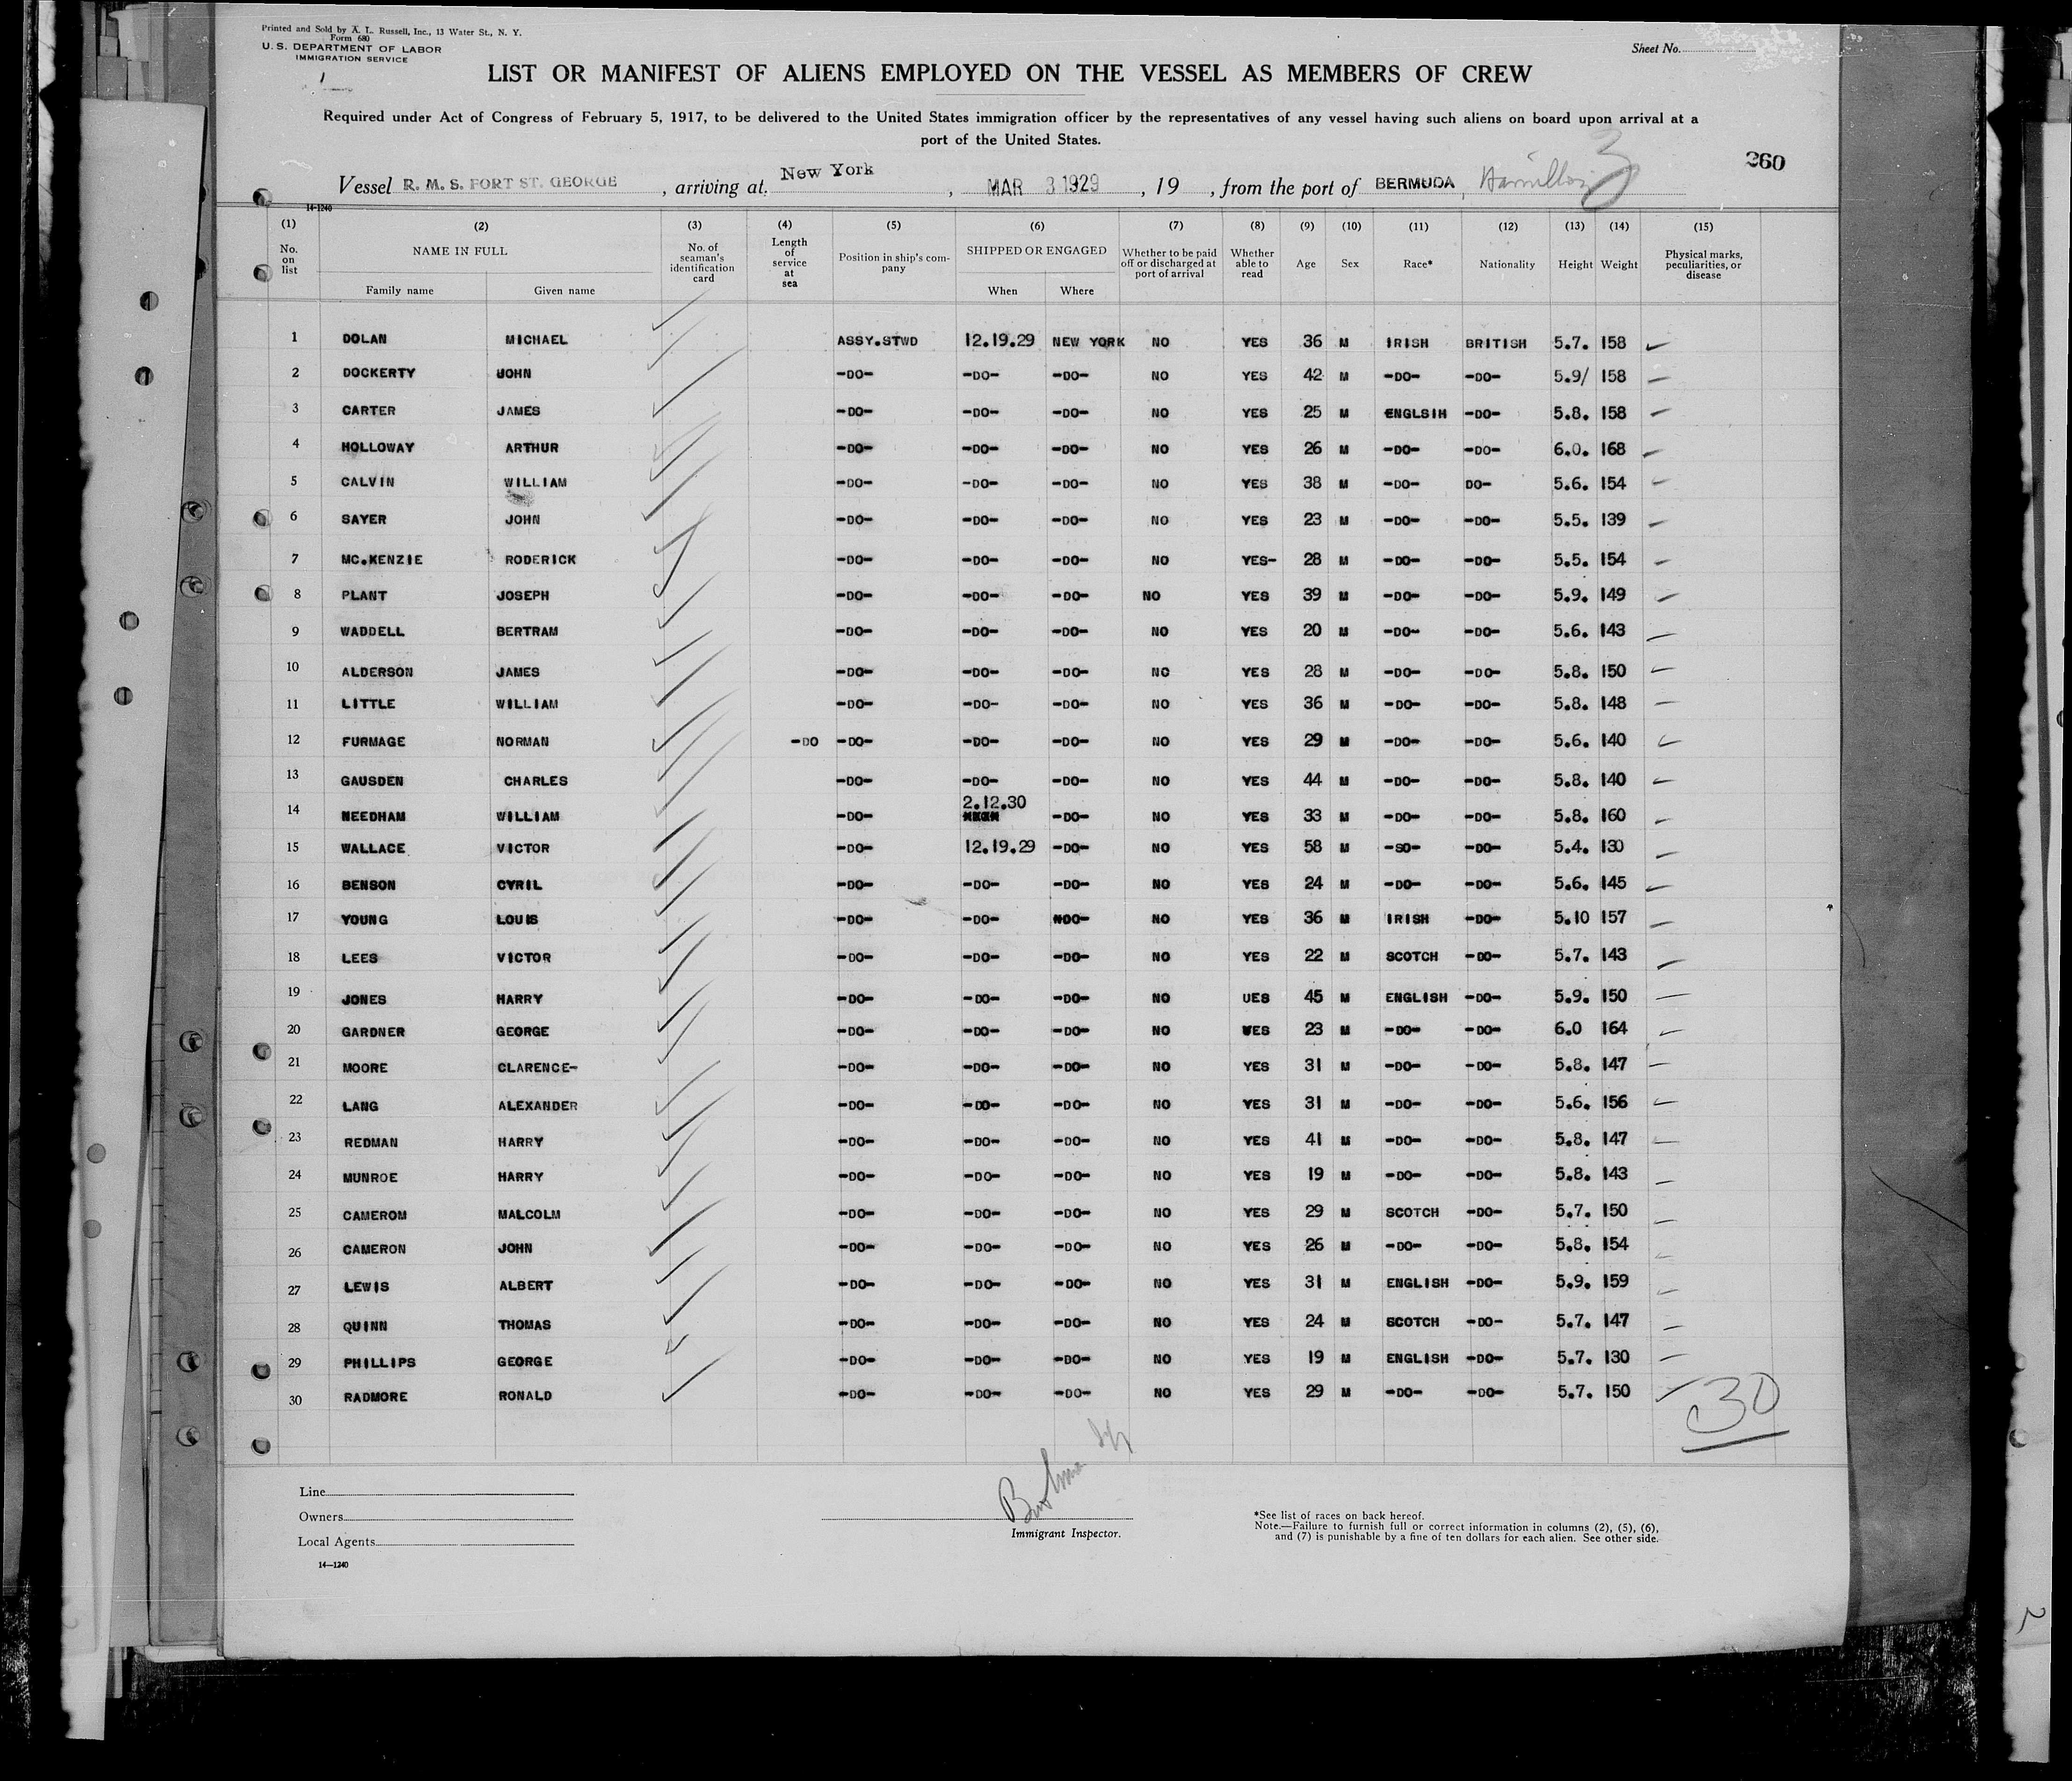 Printed and Sold by A. L. Russell, Inc., 13 Water St., N. Y.
Form 680
U. S. DEPARTMENT OF LABOR
IMMIGRATION SERVICE
Sheet No.
LIST OR MANIFEST OF ALIENS EMPLOYED ON THE VESSEL AS MEMBERS OF CREW
Required under Act of Congress of February 5, 1917, to be delivered to the United States immigration officer by the representatives of any vessel having such aliens on board upon arrival at a
port of the United States.
260
3
Vessel R. M. S. FORT ST. GEORGE , arriving at New York , MAR 3 1929 , 19 , from the port of BERMUDA, Hamilton
14-1240
(1) (2) (3) (4) (5) (6) (7) (8) (9) (10) (11) (12) (13) (14) (15)
No. on list NAME IN FULL No. of seaman's identification card Length of service at sea Position in ship's company SHIPPED OR ENGAGED Whether to be paid off or discharged at port of arrival Whether able to read Age Sex Race* Nationality Height Weight Physical marks, peculiarities, or disease
Family name Given name When Where
1 DOLAN MICHAEL ASSY.STWD 12.19.29 NEW YORK NO YES 36 M IRISH BRITISH 5.7. 158
2 DOCKERTY JOHN -DO- -DO- -DO- NO YES 42 M -DO- -DO- 5.9/ 158
3 CARTER JAMES -DO- -DO- -DO- NO YES 25 M ENGLSIH -DO- 5.8. 158
4 HOLLOWAY ARTHUR -DO- -DO- -DO- NO YES 26 M -DO- -DO- 6.0. 168
5 CALVIN WILLIAM -DO- -DO- -DO- NO YES 38 M -DO- DO- 5.6. 154
6 SAYER JOHN -DO- -DO- -DO- NO YES 23 M -DO- -DO- 5.5. 139
7 MC.KENZIE RODERICK -DO- -DO- -DO- NO YES- 28 M -DO- -DO- 5.5. 154
8 PLANT JOSEPH -DO- -DO- -DO- NO YES 39 M -DO- -DO- 5.9. 149
9 WADDELL BERTRAM -DO- -DO- -DO- NO YES 20 M -DO- -DO- 5.6. 143
10 ALDERSON JAMES -DO- -DO- -DO- NO YES 28 M -DO- -DO- 5.8. 150
11 LITTLE WILLIAM -DO- -DO- -DO- NO YES 36 M -DO- -DO- 5.8. 148
12 FURMAGE NORMAN -DO -DO- -DO- -DO- NO YES 29 M -DO- -DO- 5.6. 140
13 GAUSDEN CHARLES -DO- -DO- -DO- NO YES 44 M -DO- -DO- 5.8. 140
14 NEEDHAM WILLIAM -DO- 2.12.30 -DO- NO YES 33 M -DO- -DO- 5.8. 160
15 WALLACE VICTOR -DO- 12.19.29 -DO- NO YES 58 M -SO- -DO- 5.4. 130
16 BENSON CYRIL -DO- -DO- -DO- NO YES 24 M -DO- -DO- 5.6. 145
17 YOUNG LOUIS -DO- -DO- -DO- NO YES 36 M IRISH -DO- 5.10 157
18 LEES VICTOR -DO- -DO- -DO- NO YES 22 M SCOTCH -DO- 5.7. 143
19 JONES HARRY -DO- -DO- -DO- NO UES 45 M ENGLISH -DO- 5.9. 150
20 GARDNER GEORGE -DO- -DO- -DO- NO YES 23 M -DO- -DO- 6.0 164
21 MOORE CLARENCE- -DO- -DO- -DO- NO YES 31 M -DO- -DO- 5.8. 147
22 LANG ALEXANDER -DO- -DO- -DO- NO YES 31 M -DO- -DO- 5.6. 156
23 REDMAN HARRY -DO- -DO- -DO- NO YES 41 M -DO- -DO- 5.8. 147
24 MUNROE HARRY -DO- -DO- -DO- NO YES 19 M -DO- -DO- 5.8. 143
25 CAMEROM MALCOLM -DO- -DO- -DO- NO YES 29 M SCOTCH -DO- 5.7. 150
26 CAMERON JOHN -DO- -DO- -DO- NO YES 26 M -DO- -DO- 5.8. 154
27 LEWIS ALBERT -DO- -DO- -DO- NO YES 31 M ENGLISH -DO- 5.9. 159
28 QUINN THOMAS -DO- -DO- -DO- NO YES 24 M SCOTCH -DO- 5.7. 147
29 PHILLIPS GEORGE -DO- -DO- -DO- NO YES 19 M ENGLISH -DO- 5.7. 130
30 RADMORE RONALD -DO- -DO- -DO- NO YES 29 M -DO- -DO- 5.7. 150
30
Line
Owners
Local Agents
14—1240
Immigrant Inspector.
*See list of races on back hereof.
Note.—Failure to furnish full or correct information in columns (2), (5), (6),
and (7) is punishable by a fine of ten dollars for each alien. See other side.